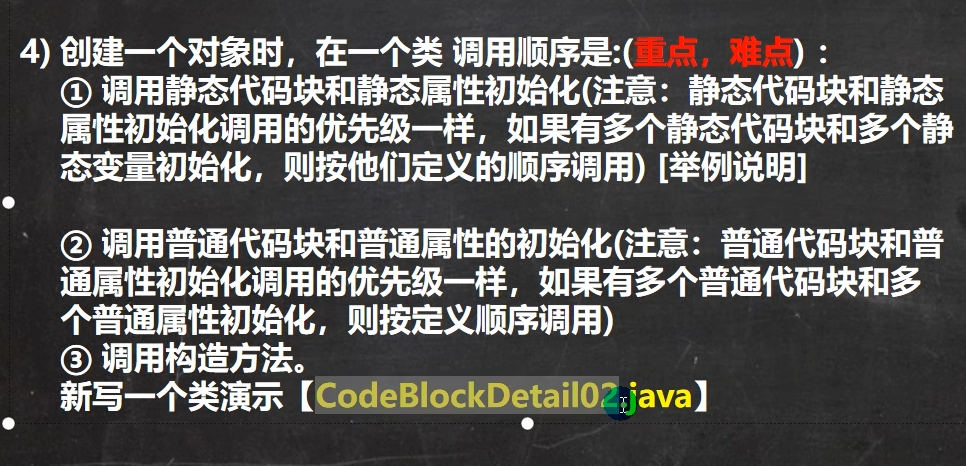 4) 创建一个对象时，在一个类 调用顺序是:(重点，难点) ：
① 调用静态代码块和静态属性初始化(注意：静态代码块和静态
属性初始化调用的优先级一样，如果有多个静态代码块和多个静
态变量初始化，则按他们定义的顺序调用) [举例说明]
② 调用普通代码块和普通属性的初始化(注意：普通代码块和普
通属性初始化调用的优先级一样，如果有多个普通代码块和多
个普通属性初始化，则按定义顺序调用)
③ 调用构造方法。
新写一个类演示【CodeBlockDetail02.java】